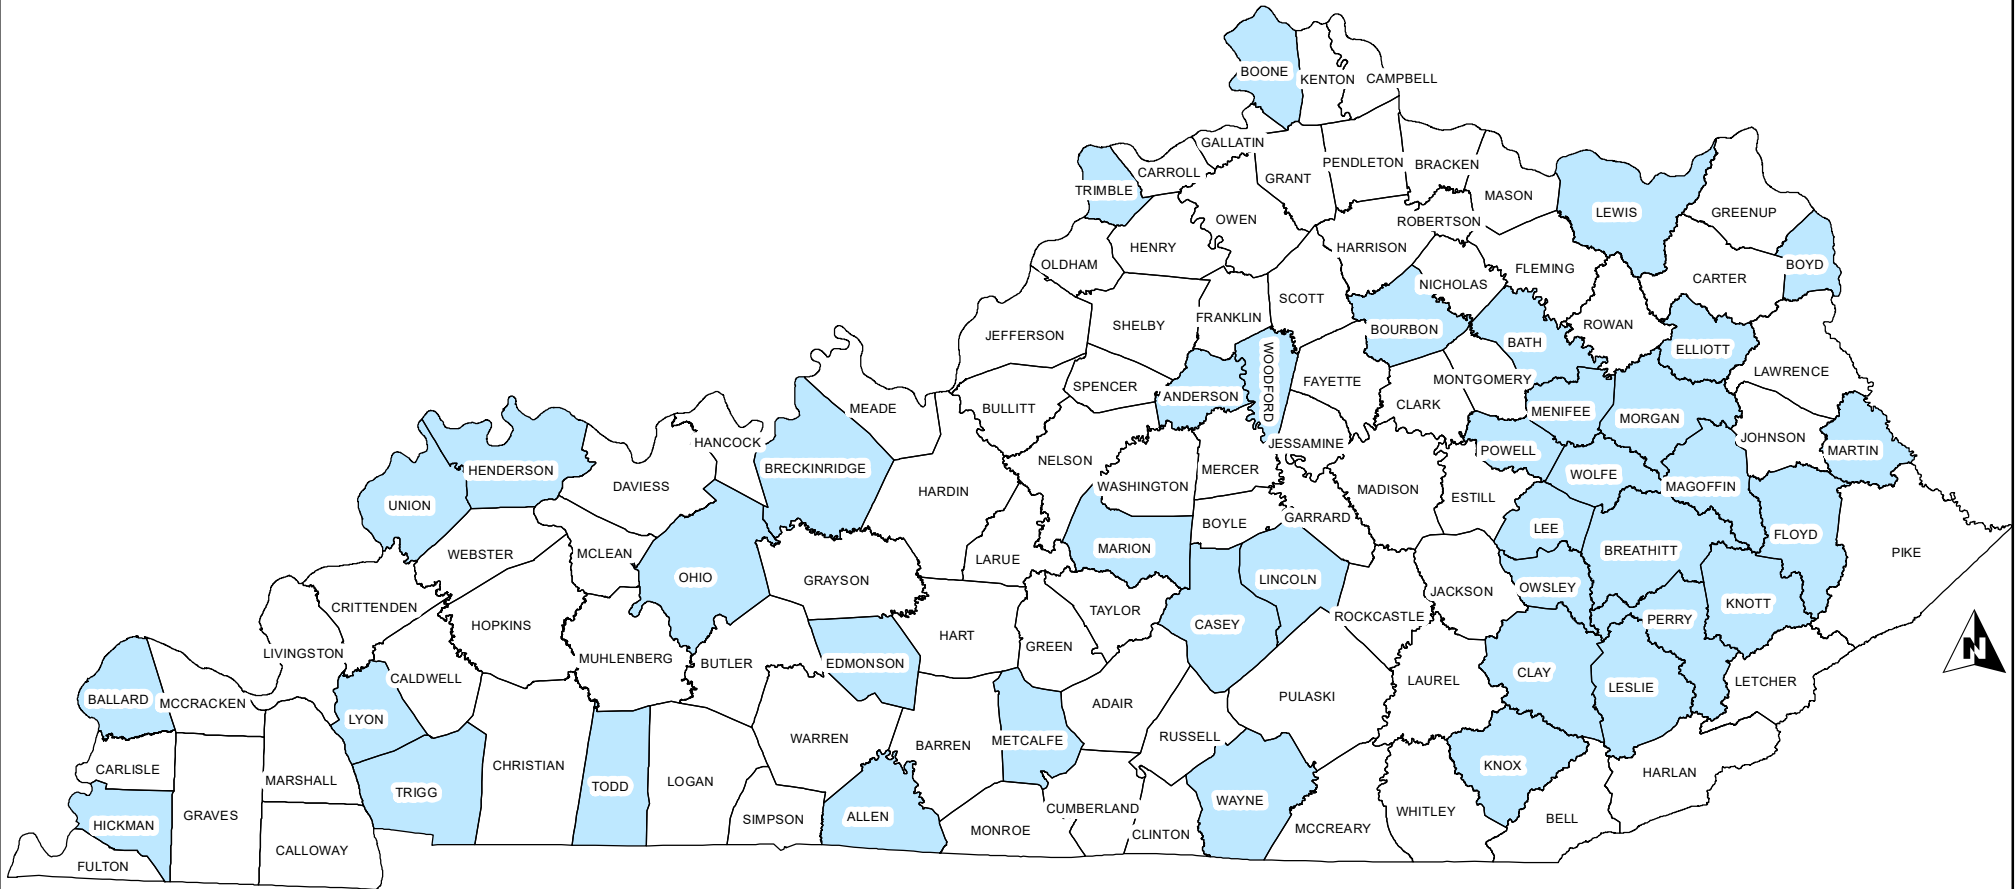 BOONE
KENTON
CAMPBELL
GALLATIN
CARROLL
TRIMBLE
GRANT
PENDLETON
BRACKEN
MASON
LEWIS
GREENUP
OWEN
ROBERTSON
HENRY
HARRISON
OLDHAM
FLEMING
BOYD
CARTER
NICHOLAS
SCOTT
FRANKLIN
SHELBY
JEFFERSON
BOURBON
ROWAN
BATH
ELLIOTT
LAWRENCE
WOODFORD
FAYETTE
MONTGOMERY
SPENCER
ANDERSON
CLARK
MENIFEE
MORGAN
MEADE
BULLITT
HANCOCK
JESSAMINE
JOHNSON
POWELL
MARTIN
NELSON
MERCER
BRECKINRIDGE
HENDERSON
WOLFE
DAVIESS
WASHINGTON
MAGOFFIN
HARDIN
MADISON
ESTILL
UNION
GARRARD
BOYLE
LEE
FLOYD
MARION
WEBSTER
MCLEAN
LARUE
BREATHITT
PIKE
OHIO
GRAYSON
LINCOLN
OWSLEY
JACKSON
KNOTT
CRITTENDEN
TAYLOR
ROCKCASTLE
PERRY
HOPKINS
CASEY
HART
GREEN
N
LIVINGSTON
MUHLENBERG
BUTLER
EDMONSON
CALDWELL
CLAY
LAUREL
LESLIE
LETCHER
BALLARD
MCCRACKEN
PULASKI
ADAIR
LYON
RUSSELL
WARREN
BARREN
METCALFE
CHRISTIAN
KNOX
CARLISLE
HARLAN
MARSHALL
LOGAN
TODD
TRIGG
WAYNE
CUMBERLAND
WHITLEY
GRAVES
ALLEN
SIMPSON
BELL
HICKMAN
MCCREARY
MONROE
CLINTON
CALLOWAY
FULTON